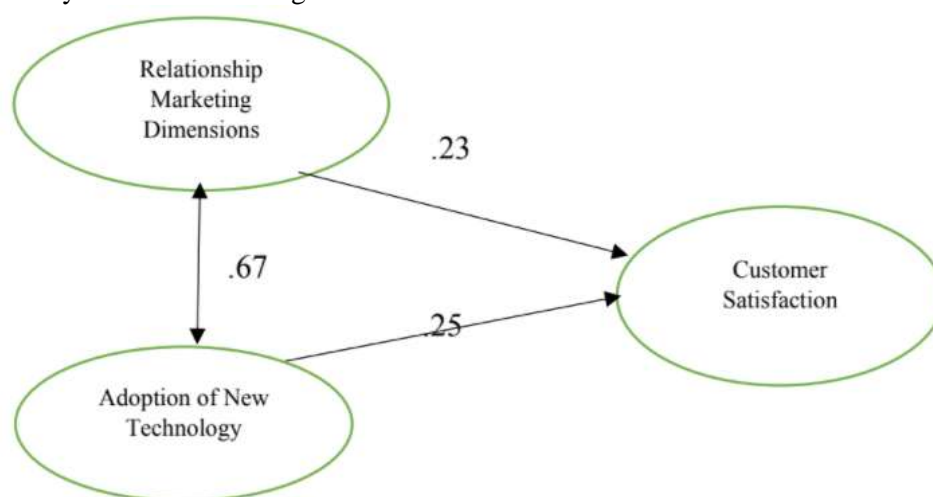 Relationship
Marketing
Dimensions
.23
.67
Customer
Satisfaction
.25
Adoption of New
Technology